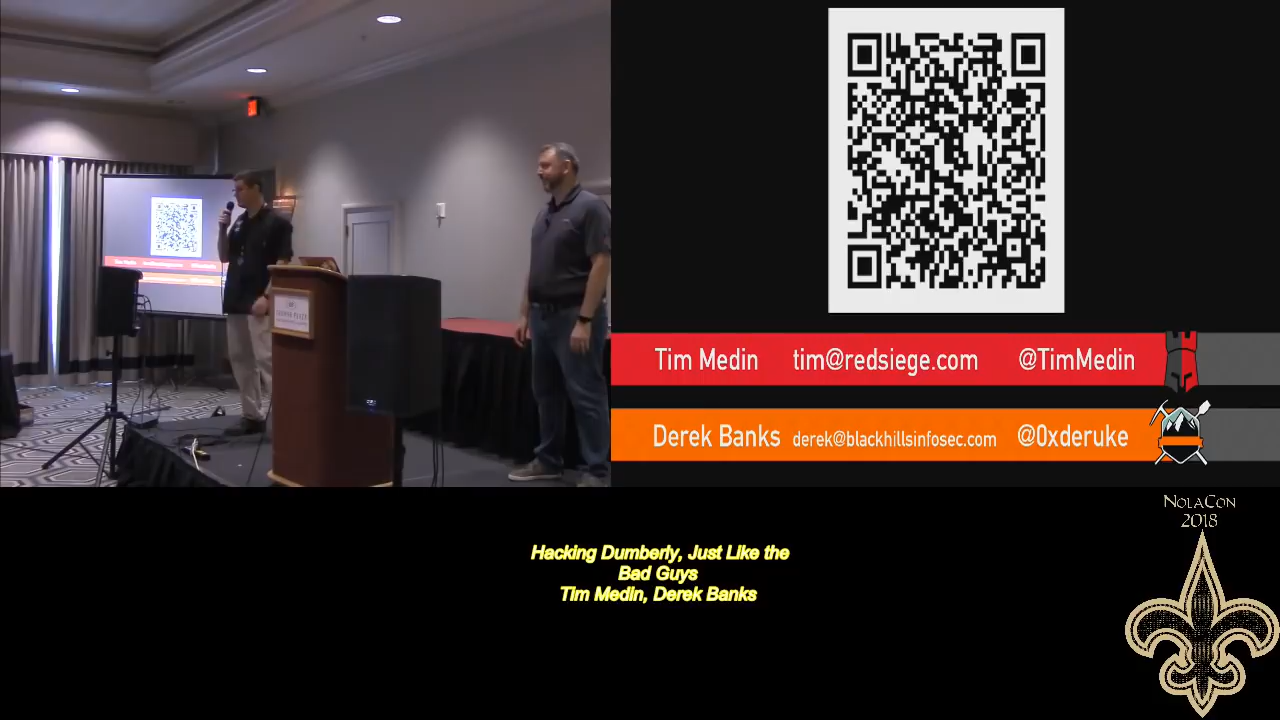 Tim Medin tim@redsiege.com @TimMedin
Derek Banks derek@blackhillsinfosec.com @0xderuke
NOLACON
2018
Hacking Dumberly, Just Like the
Bad Guys
Tim Medin, Derek Banks